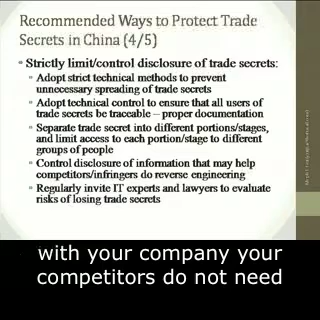 Recommended Ways to Protect Trade
Secrets in China (4/5)
• Strictly limit/control disclosure of trade secrets:
▫ Adopt strict technical methods to prevent
unnecessary spreading of trade secrets
▫ Adopt technical control to ensure that all users of
trade secrets be traceable – proper documentation
▫ Separate trade secret into different portions/stages,
and limit access to each portion/stage to different
groups of people
▫ Control disclosure of information that may help
competitors/infringers do reverse engineering
▫ Regularly invite IT experts and lawyers to evaluate
risks of losing trade secrets
with your company your
competitors do not need